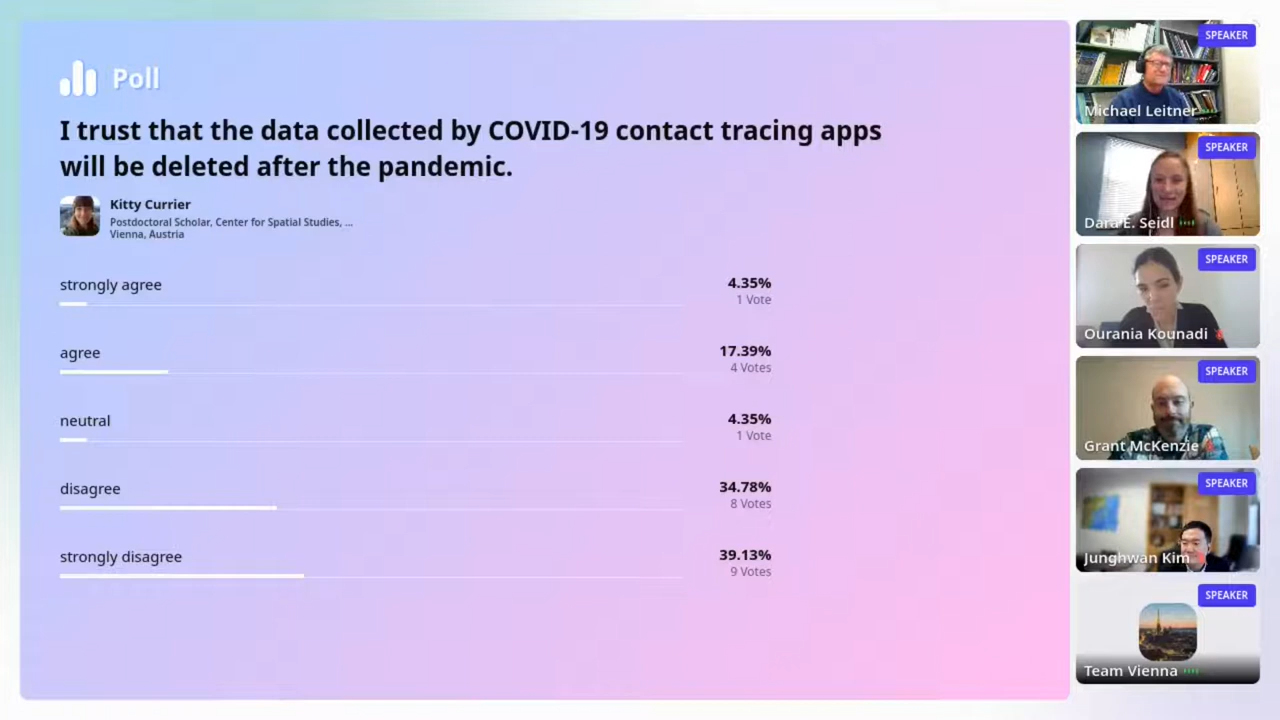 Poll
I trust that the data collected by COVID-19 contact tracing apps
will be deleted after the pandemic.
Kitty Currier
Postdoctoral Scholar, Center for Spatial Studies, ...
Vienna, Austria
strongly agree
4.35%
1 Vote
agree
17.39%
4 Votes
neutral
4.35%
1 Vote
disagree
34.78%
8 Votes
strongly disagree
39.13%
9 Votes
SPEAKER
Michael Leitner
SPEAKER
Dara E. Seidl
SPEAKER
Ourania Kounadi
SPEAKER
Grant McKenzie
SPEAKER
Junghwan Kim
SPEAKER
Team Vienna